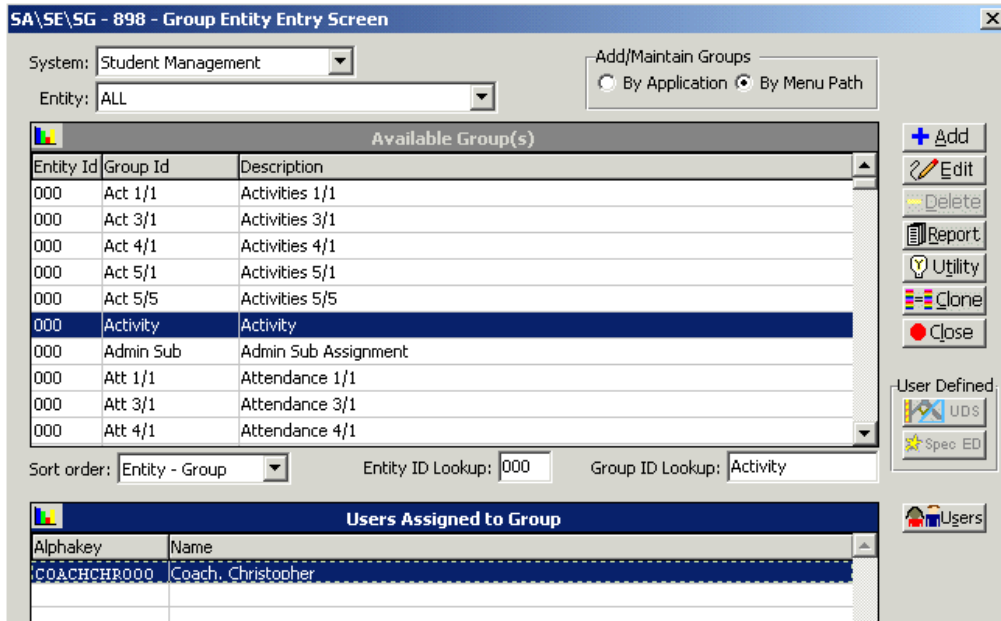 SA\SE\SG - 898 - Group Entity Entry Screen
System: Student Management
Entity: ALL
Add/Maintain Groups
By Application By Menu Path
Available Group(s)
Entity Id Group Id Description
000 Act 1/1 Activities 1/1
000 Act 3/1 Activities 3/1
000 Act 4/1 Activities 4/1
000 Act 5/1 Activities 5/1
000 Act 5/5 Activities 5/5
000 Activity Activity
000 Admin Sub Admin Sub Assignment
000 Att 1/1 Attendance 1/1
000 Att 3/1 Attendance 3/1
000 Att 4/1 Attendance 4/1
Add
Edit
Delete
Report
Utility
Clone
Close
User Defined
UDS
Spec ED
Sort order: Entity - Group Entity ID Lookup: 000 Group ID Lookup: Activity
Users Assigned to Group
Users
Alphakey Name
COACHCHR000 Coach, Christopher